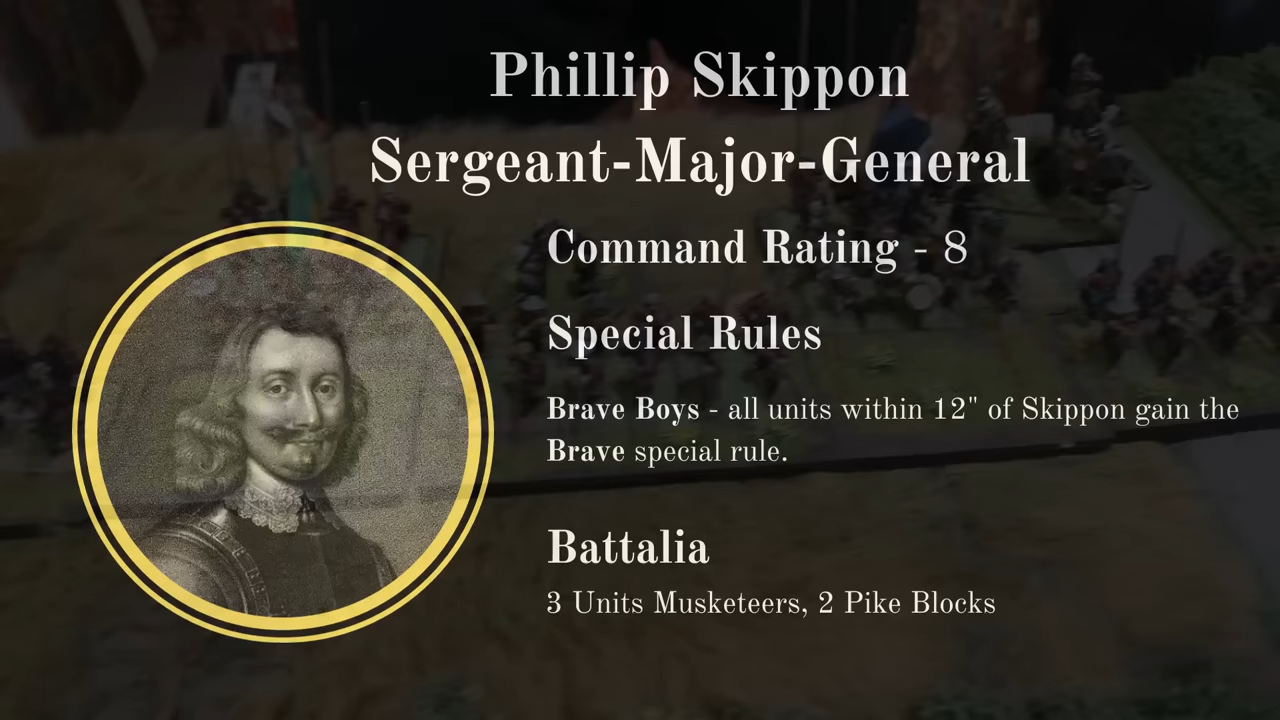 Phillip Skippon
Sergeant-Major-General
Command Rating - 8
Special Rules
Brave Boys - all units within 12" of Skippon gain the
Brave special rule.
Battalia
3 Units Musketeers, 2 Pike Blocks